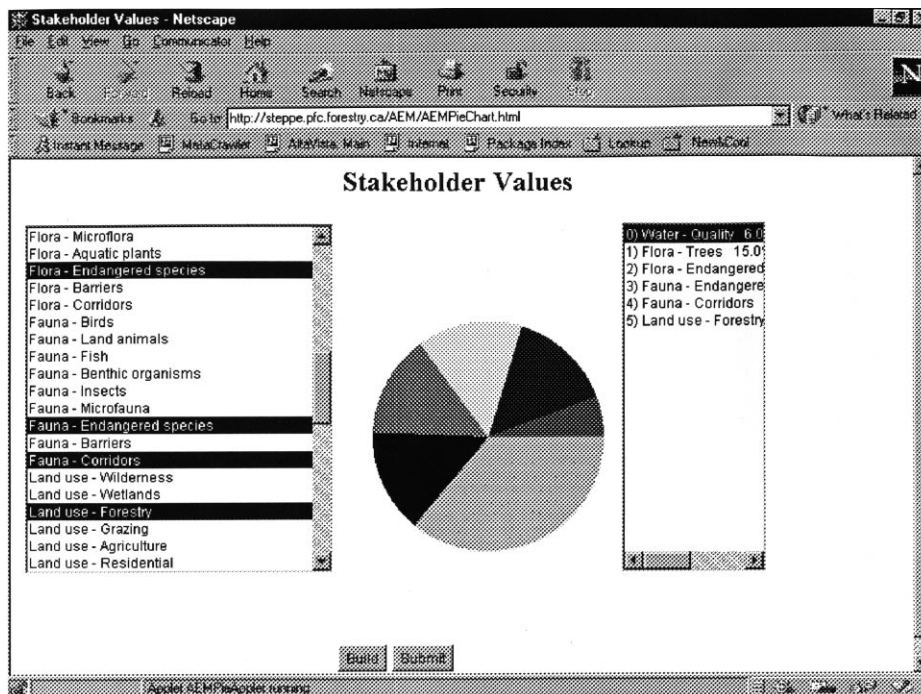 Stakeholder Values - Netscape
File Edit View Go Communicator Help
Back Forward Reload Home Search Netscape Print Security Stop
Bookmarks Go to: http://steppe.pfc.forestry.ca/AEM/AEMPieChart.html What's Related
Instant Message MetaCrawler AltaVista: Main Internet Package Index Lookup New&Cool
Stakeholder Values
Flora - Microflora
Flora - Aquatic plants
Flora - Endangered species
Flora - Barriers
Flora - Corridors
Fauna - Birds
Fauna - Land animals
Fauna - Fish
Fauna - Benthic organisms
Fauna - Insects
Fauna - Microfauna
Fauna - Endangered species
Fauna - Barriers
Fauna - Corridors
Land use - Wilderness
Land use - Wetlands
Land use - Forestry
Land use - Grazing
Land use - Agriculture
Land use - Residential
0) Water - Quality 6.0
1) Flora - Trees 15.0
2) Flora - Endangered
3) Fauna - Endangere
4) Fauna - Corridors
5) Land use - Forestry
Build Submit
Applet AEMPieApplet running